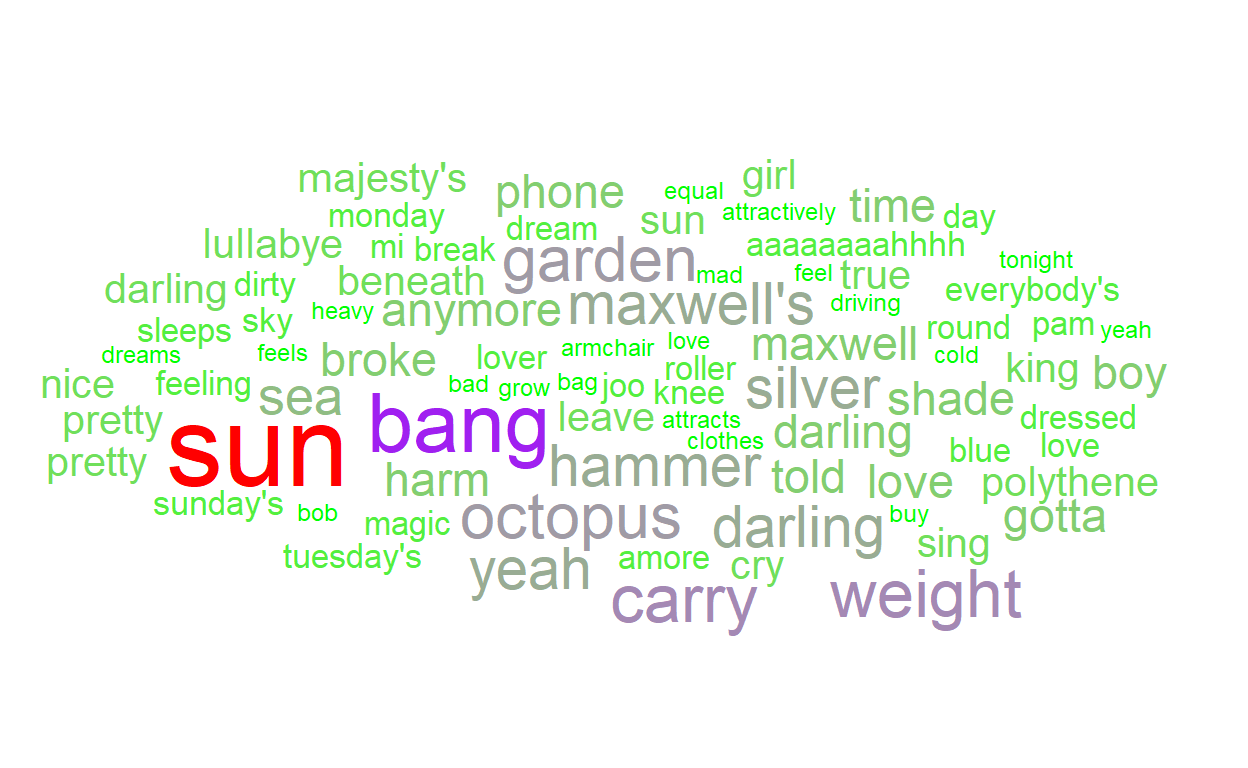 majesty's phone equal girl
monday dream sun attractively time day
lullabye mi break garden aaaaaaaahhhh tonight
darling dirty beneath mad feel true everybody's
sleeps sky heavy anymore maxwell's driving
dreams feels broke lover armchair love maxwell round pam yeah
nice feeling sea bad grow bag joo roller knee silver cold king boy
pretty sun bang leave attracts shade dressed
pretty harm hammer clothes darling blue love
sunday's bob magic octopus told love polythene
tuesday's yeah amore darling buy sing gotta
carry cry weight